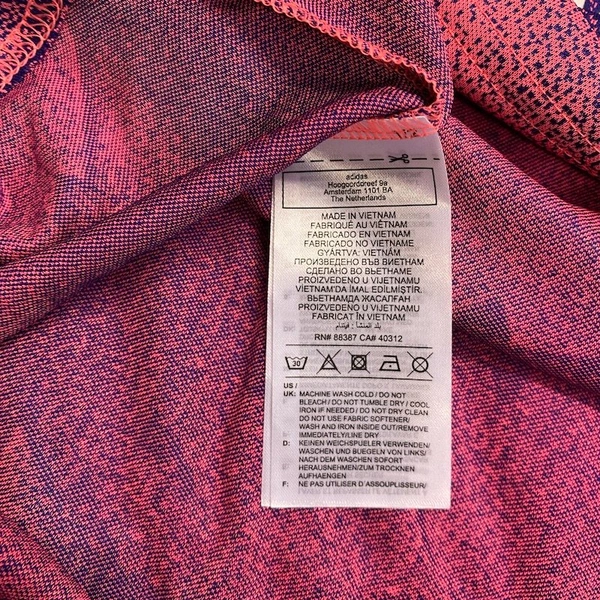 adidas
Hoogoorddreef 9a
Amsterdam 1101 BA
The Netherlands
MADE IN VIETNAM
FABRIQUÉ AU VIÊTNAM
FABRICADO EN VIETNAM
FABRICADO NO VIETNAME
GYÁRTVA: VIETNÁM
ПРОИЗВЕДЕНО ВЪВ ВИЕТНАМ
СДЕЛАНО ВО ВЬЕТНАМЕ
PROIZVEDENO U VIJETNAMU
VIETNAM'DA İMAL EDİLMİŞTİR.
ВЬЕТНАМДА ЖАСАЛҒАН
PROIZVEDENO U VIJETNAMU
FABRICAT ÎN VIETNAM
بلد المنشأ: فيتنام
RN# 88387 CA# 40312
30
US /
UK: MACHINE WASH COLD / DO NOT
BLEACH / DO NOT TUMBLE DRY / COOL
IRON IF NEEDED / DO NOT DRY CLEAN
DO NOT USE FABRIC SOFTENER/
WASH AND IRON INSIDE OUT/REMOVE
IMMEDIATELY/LINE DRY
D: KEINEN WEICHSPUELER VERWENDEN/
WASCHEN UND BUEGELN VON LINKS/
NACH DEM WASCHEN SOFORT
HERAUSNEHMEN/ZUM TROCKNEN
AUFHAENGEN
F: NE PAS UTILISER D'ASSOUPLISSEUR/